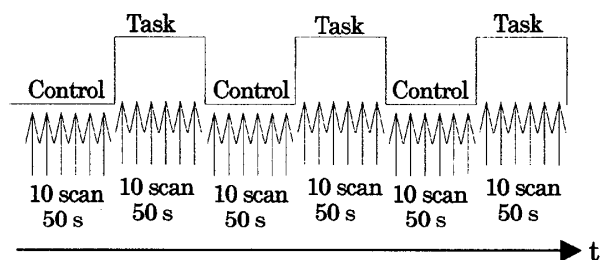 Task Task Task
Control Control Control
10 scan 10 scan 10 scan 10 scan 10 scan 10 scan
50 s 50 s 50 s 50 s 50 s 50 s
t